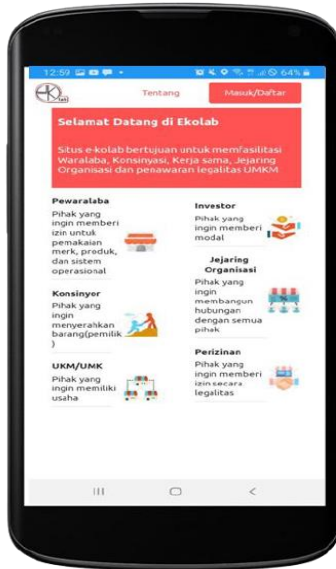 12:59
64%
Tentang
Masuk/Daftar
Selamat Datang di Ekolab
Situs e-kolab bertujuan untuk memfasilitasi
Waralaba, Konsinyasi, Kerja sama, Jejaring
Organisasi dan penawaran legalitas UMKM
Pewaralaba
Pihak yang
ingin memberi
izin untuk
pemakaian
merk, produk,
dan sistem
operasional
Konsinyor
Pihak yang
ingin
menyerahkan
barang(pemilik
)
UKM/UMK
Pihak yang
ingin memiliki
usaha
Investor
Pihak yang
ingin memberi
modal
Jejaring
Organisasi
Pihak yang
ingin
membangun
hubungan
dengan semua
pihak
Perizinan
Pihak yang
ingin memberi
izin secara
legalitas